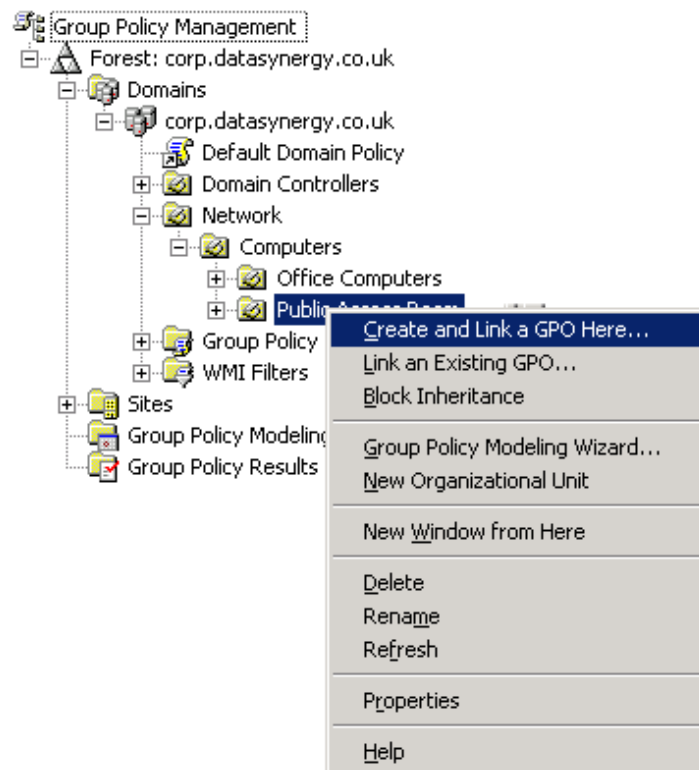 Group Policy Management
Forest: corp.datasynergy.co.uk
Domains
corp.datasynergy.co.uk
Default Domain Policy
Domain Controllers
Network
Computers
Office Computers
Public
Group Policy
WMI Filters
Sites
Group Policy Modeling
Group Policy Results
Create and Link a GPO Here...
Link an Existing GPO...
Block Inheritance
Group Policy Modeling Wizard...
New Organizational Unit
New Window from Here
Delete
Rename
Refresh
Properties
Help